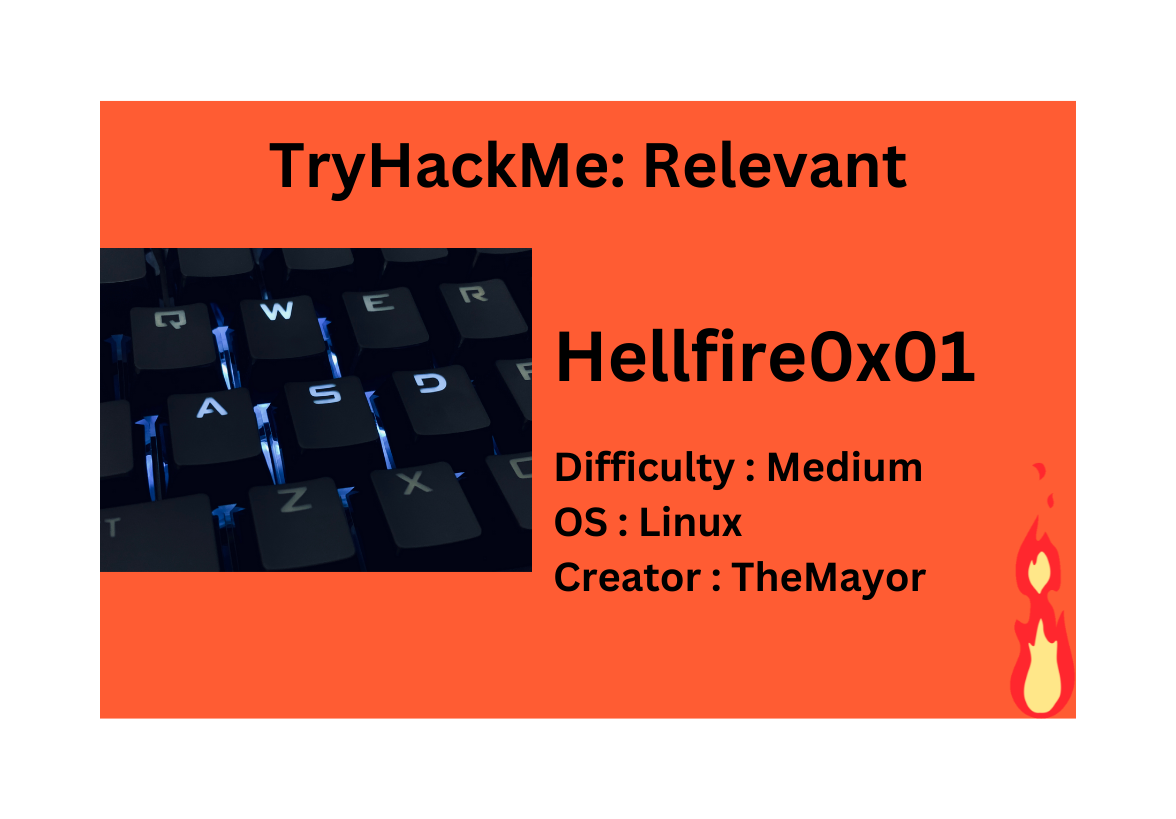 TryHackMe: Relevant
Q W E R
A S D F
Z X C
T
Hellfire0x01
Difficulty : Medium
OS : Linux
Creator : TheMayor